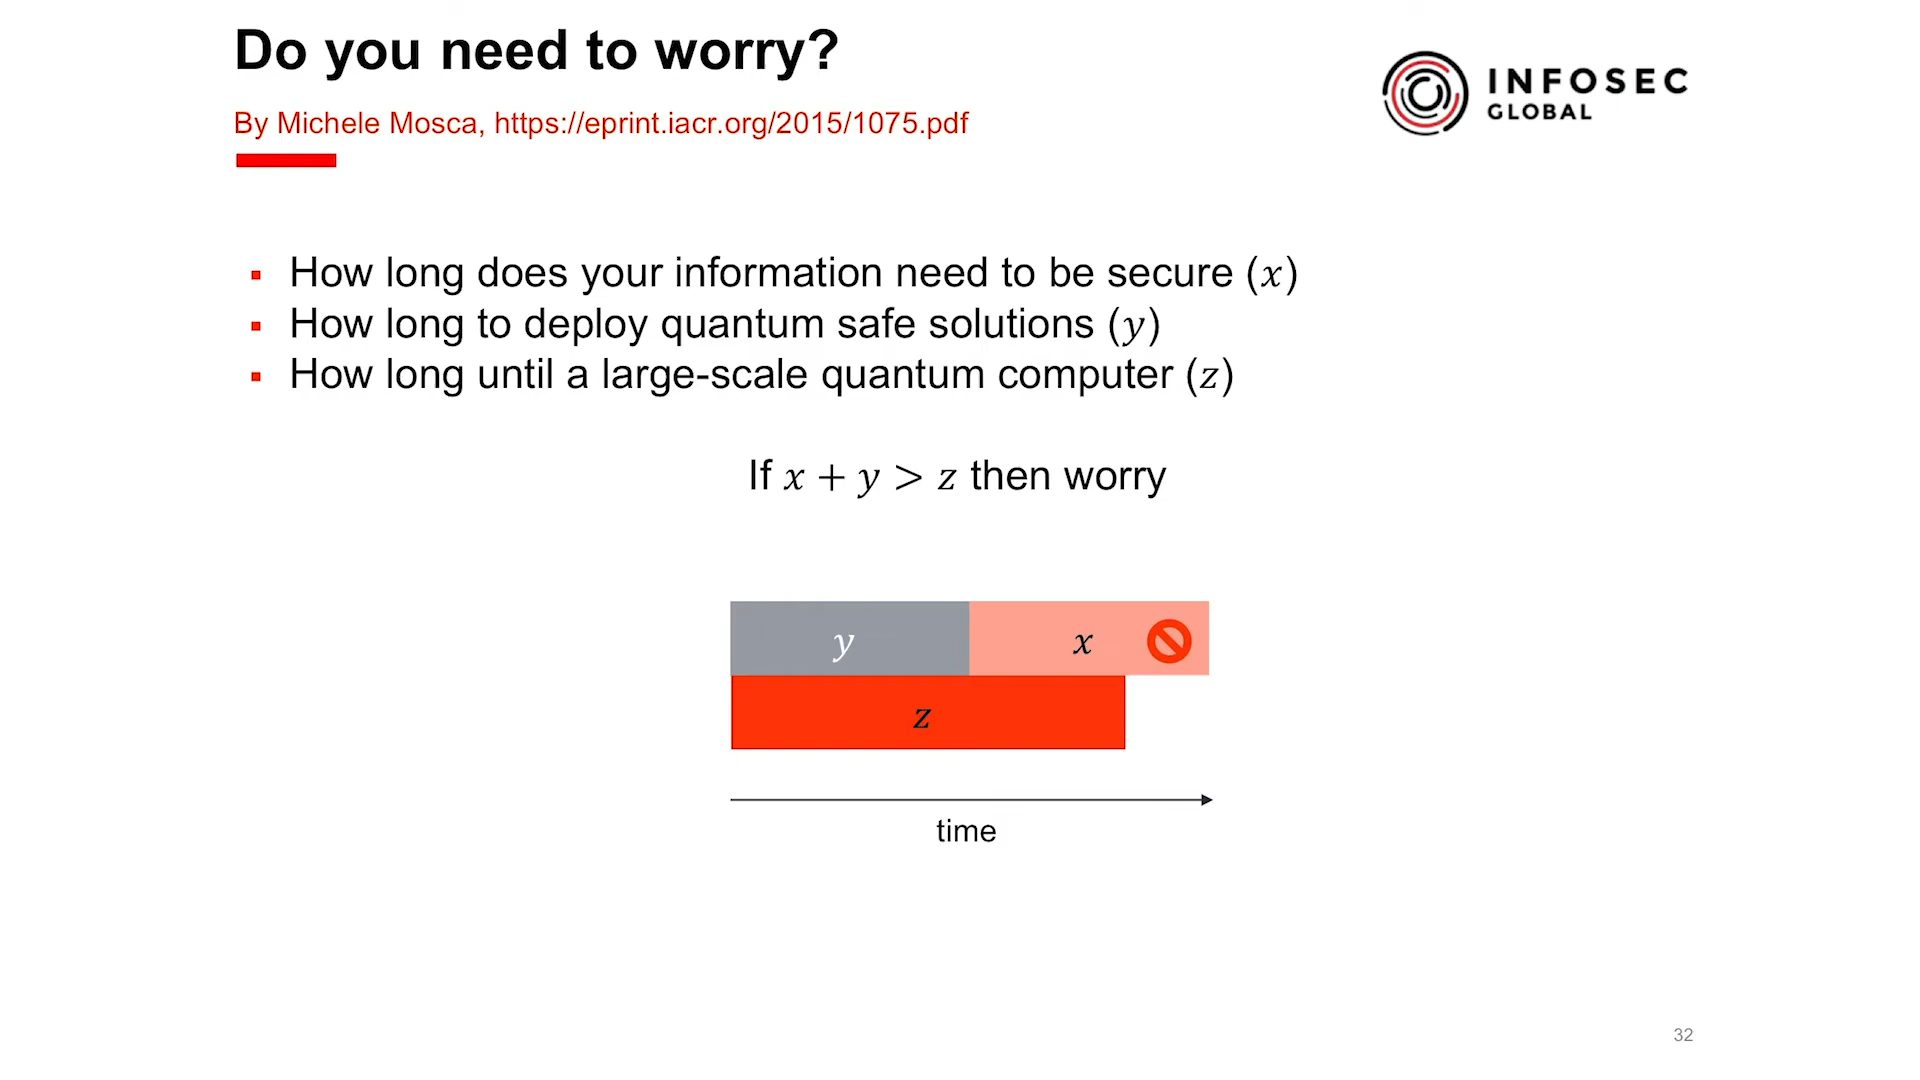 Do you need to worry?
By Michele Mosca, https://eprint.iacr.org/2015/1075.pdf
INFOSEC
GLOBAL
▪ How long does your information need to be secure (x)
▪ How long to deploy quantum safe solutions (y)
▪ How long until a large-scale quantum computer (z)
If x + y > z then worry
y
x
z
time
32